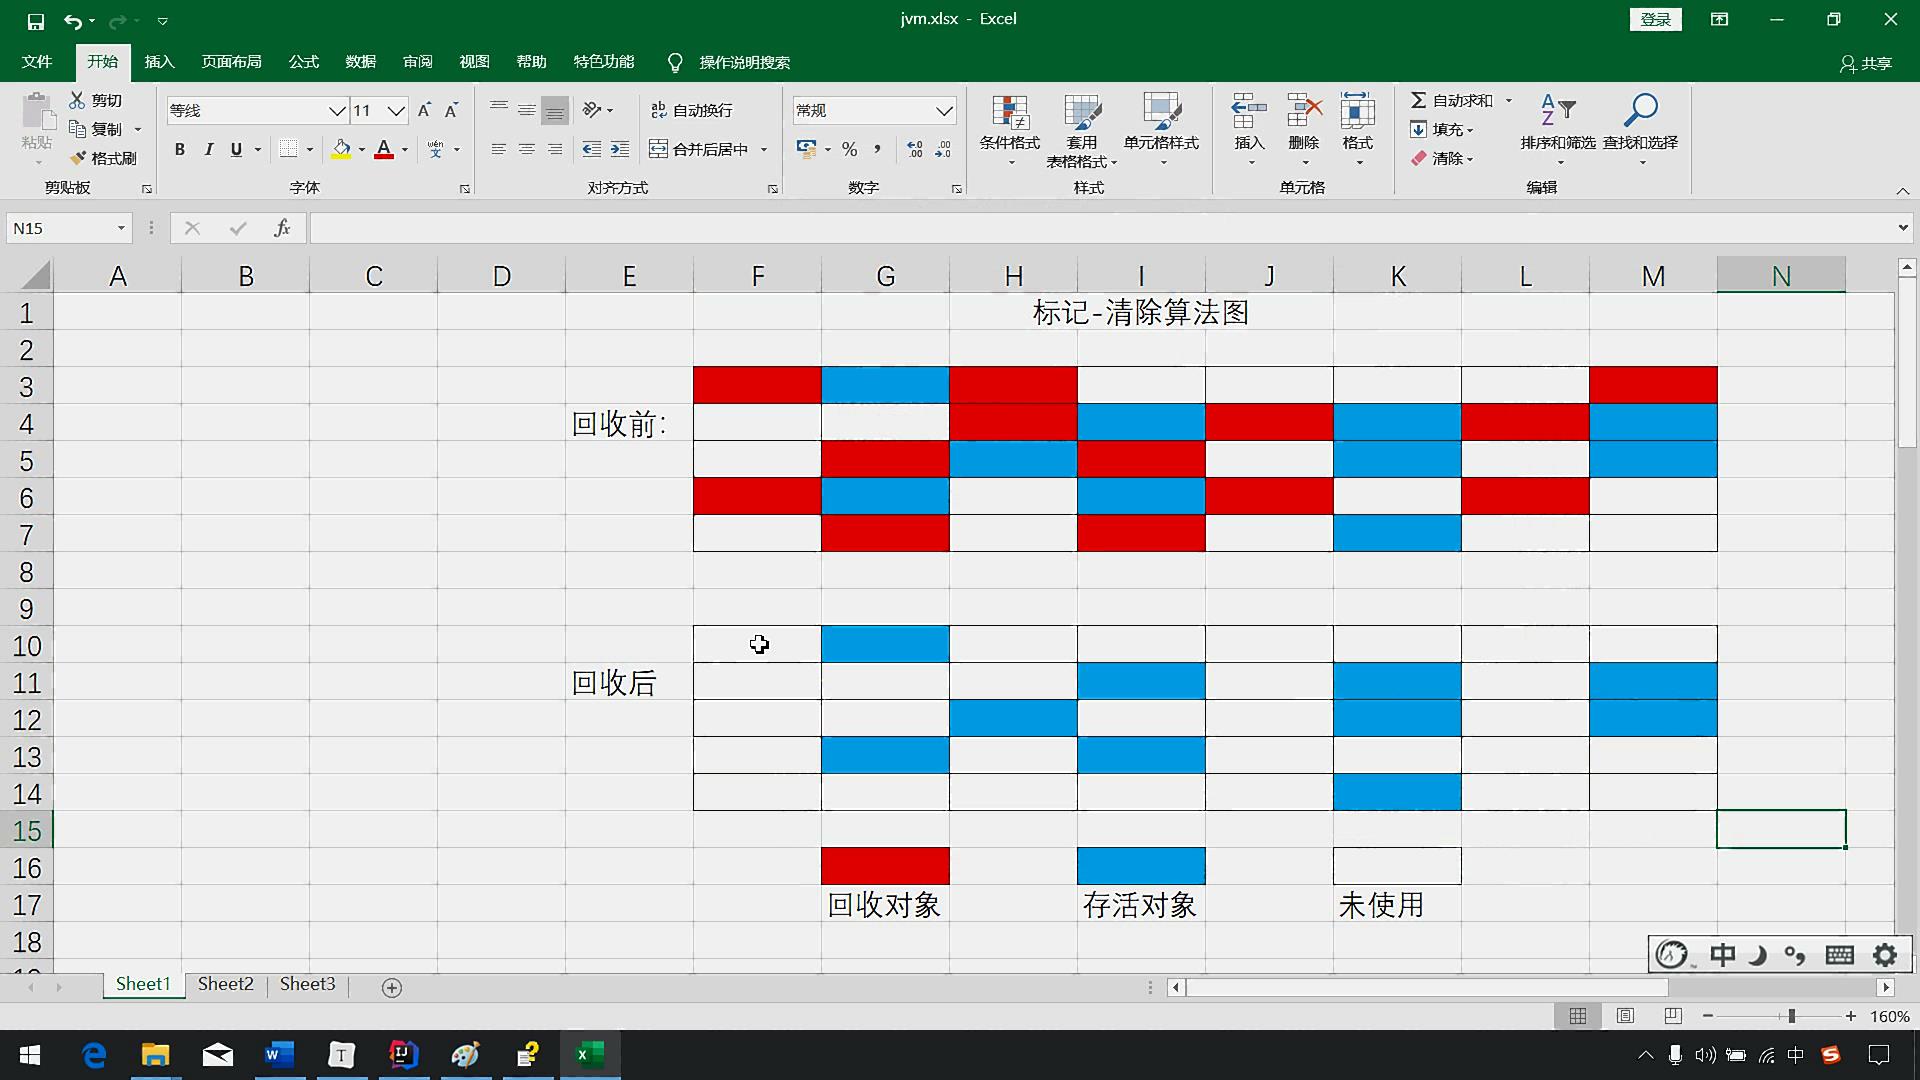 jvm.xlsx - Excel
登录
文件 开始 插入 页面布局 公式 数据 审阅 视图 帮助 特色功能 操作说明搜索 共享
粘贴 剪切 复制 格式刷
等线 11
自动换行
合并后居中
常规
条件格式 套用表格格式 单元格样式
插入 删除 格式
自动求和 填充 清除
排序和筛选 查找和选择
剪贴板 字体 对齐方式 数字 样式 单元格 编辑
N15
A B C D E F G H I J K L M N
1 标记-清除算法图
2
3
4 回收前:
5
6
7
8
9
10
11 回收后
12
13
14
15
16
17 回收对象 存活对象 未使用
18
中
Sheet1 Sheet2 Sheet3
160%
中